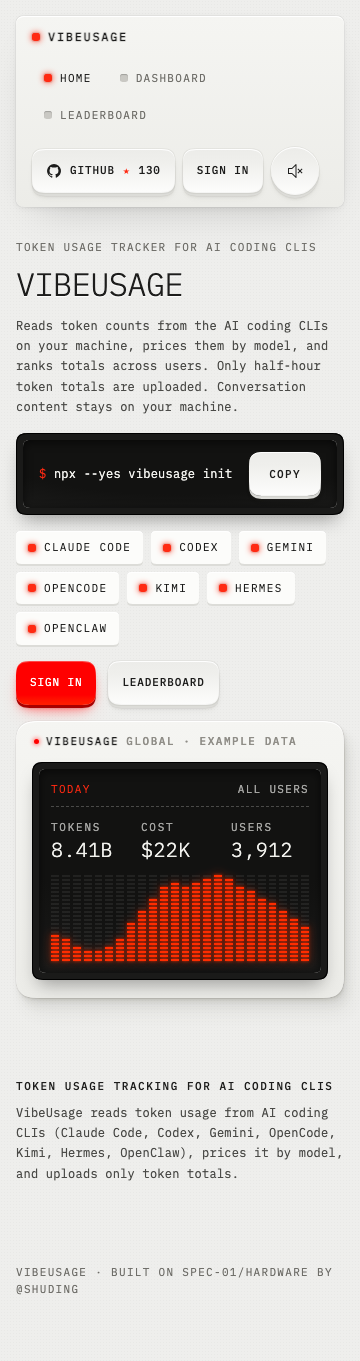 VIBEUSAGE
HOME
DASHBOARD
LEADERBOARD
GITHUB ★ 130
SIGN IN
TOKEN USAGE TRACKER FOR AI CODING CLIS
VIBEUSAGE
Reads token counts from the AI coding CLIs
on your machine, prices them by model, and
ranks totals across users. Only half-hour
token totals are uploaded. Conversation
content stays on your machine.
$ npx --yes vibeusage init
COPY
CLAUDE CODE
CODEX
GEMINI
OPENCODE
KIMI
HERMES
OPENCLAW
SIGN IN
LEADERBOARD
VIBEUSAGE GLOBAL · EXAMPLE DATA
TODAY
ALL USERS
TOKENS
COST
USERS
8.41B
$22K
3,912
TOKEN USAGE TRACKING FOR AI CODING CLIS
VibeUsage reads token usage from AI coding
CLIs (Claude Code, Codex, Gemini, OpenCode,
Kimi, Hermes, OpenClaw), prices it by model,
and uploads only token totals.
VIBEUSAGE · BUILT ON SPEC-01/HARDWARE BY
@SHUDING